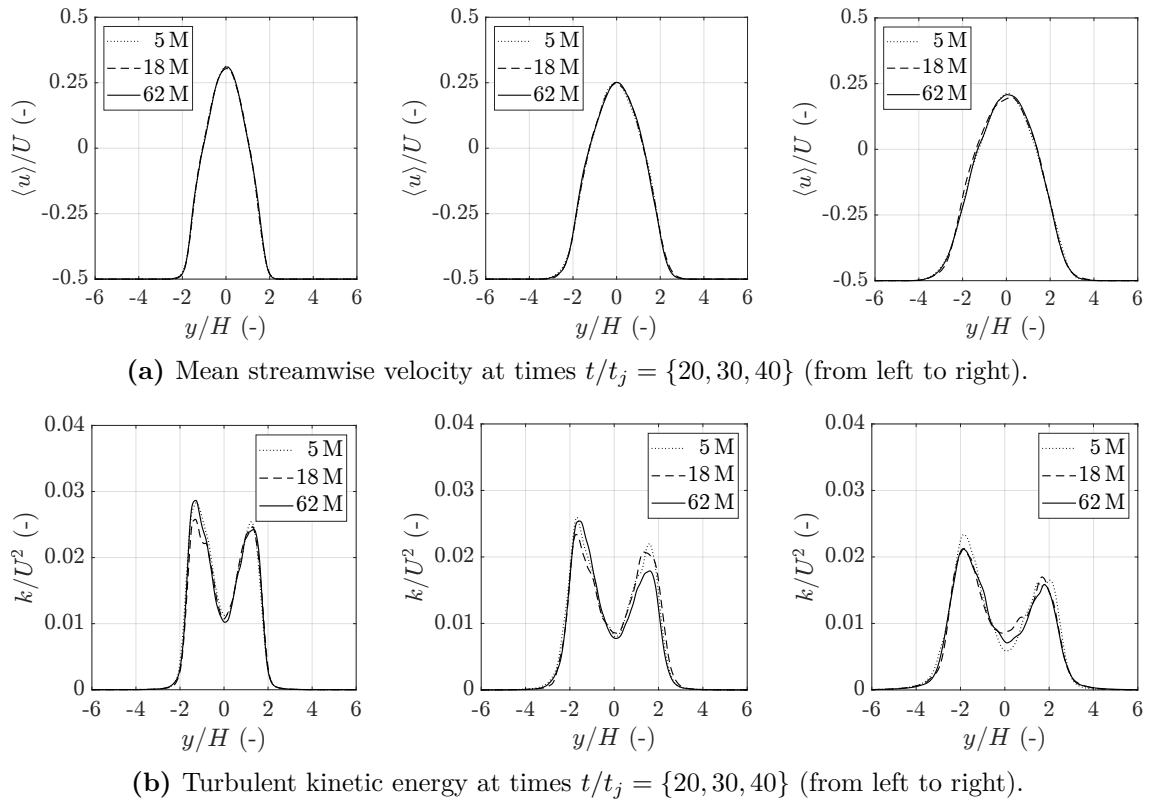 0.5
0.25
0
-0.25
-0.5
⟨u⟩/U (-)
5 M
18 M
62 M
-6 -4 -2 0 2 4 6
y/H (-)
0.5
0.25
0
-0.25
-0.5
⟨u⟩/U (-)
5 M
18 M
62 M
-6 -4 -2 0 2 4 6
y/H (-)
0.5
0.25
0
-0.25
-0.5
⟨u⟩/U (-)
5 M
18 M
62 M
-6 -4 -2 0 2 4 6
y/H (-)
(a) Mean streamwise velocity at times t/t_j = {20, 30, 40} (from left to right).
0.04
0.03
0.02
0.01
0
k/U² (-)
5 M
18 M
62 M
-6 -4 -2 0 2 4 6
y/H (-)
0.04
0.03
0.02
0.01
0
k/U² (-)
5 M
18 M
62 M
-6 -4 -2 0 2 4 6
y/H (-)
0.04
0.03
0.02
0.01
0
k/U² (-)
5 M
18 M
62 M
-6 -4 -2 0 2 4 6
y/H (-)
(b) Turbulent kinetic energy at times t/t_j = {20, 30, 40} (from left to right).